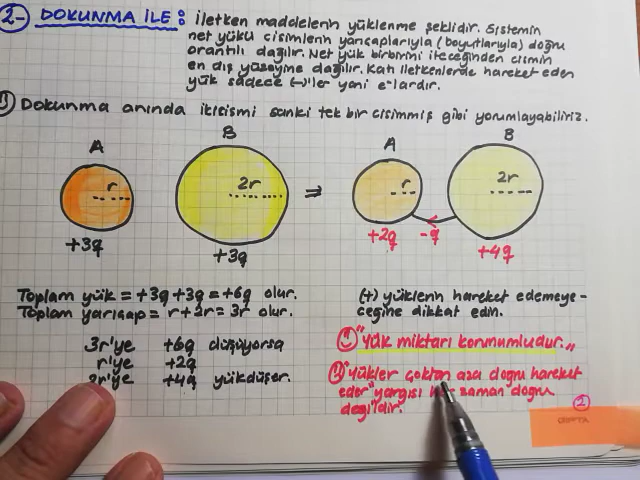 2- DOKUNMA İLE:
İletken maddelerin yüklenme şeklidir. Sistemin
net yükü cisimlerin yarıçaplarıyla (boyutlarıyla) doğru
orantılı dağılır. Net yük birbirini iteceğinden cismin
en dış yüzeyine dağılır. Katı iletkenlerde hareket eden
yük sadece (-)'ler yani e⁻lardır.
!! Dokunma anında iki cismi sanki tek bir cisimmiş gibi yorumlayabiliriz.
A B A B
r 2r ⇒ r 2r
+3q +3q +2q -q +4q
Toplam yük = +3q +3q = +6q olur.
Toplam yarıçap = r + 2r = 3r olur.
3r'ye +6q düşüyorsa
r'ye +2q
2r'ye +4q yük düşer.
(+) yüklerin hareket edemeye-
ceğine dikkat edin.
!! "Yük miktarı korunumludur."
!! "Yükler çoktan aza doğru hareket
eder" yargısı her zaman doğru
değildir.
2